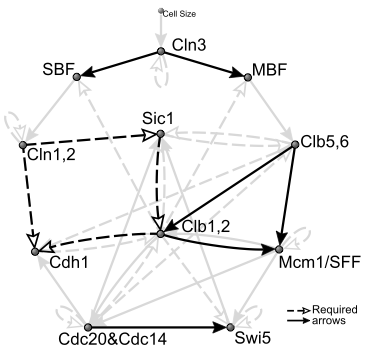 Cell Size
Cln3
SBF
MBF
Sic1
Cln1,2
Clb5,6
Clb1,2
Cdh1
Mcm1/SFF
Required
arrows
Cdc20&Cdc14
Swi5